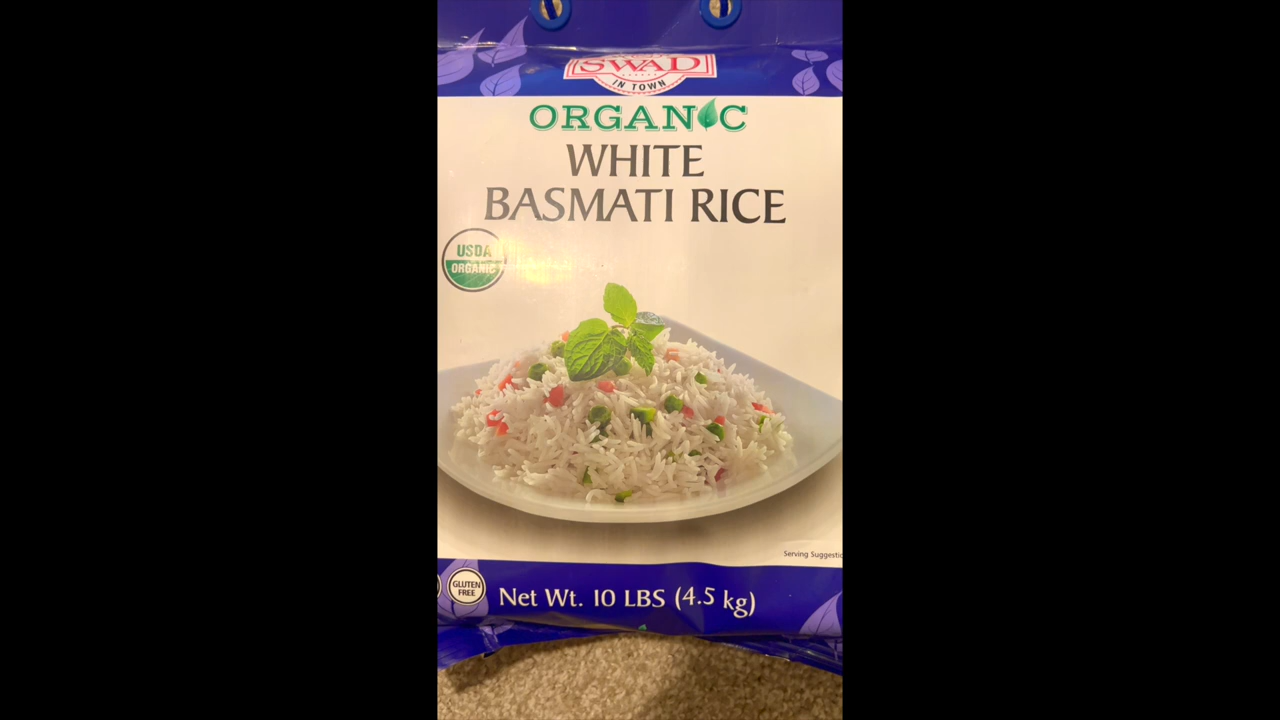 SWAD
IN TOWN
ORGANIC
WHITE
BASMATI RICE
USDA
ORGANIC
Serving Suggestio
GLUTEN
FREE
Net Wt. 10 LBS (4.5 kg)